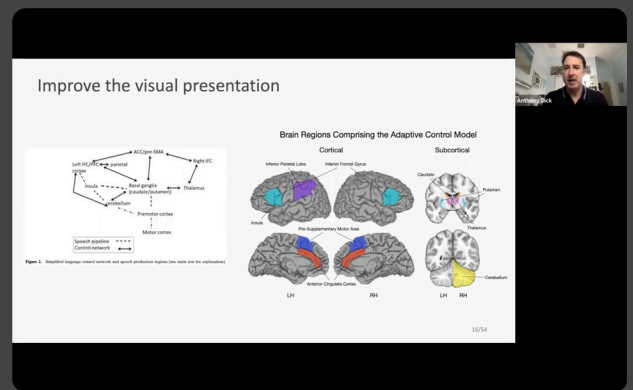 Improve the visual presentation
Anthony Dick
ACC/pre-SMA
Left IFC/PFC
cortex
parietal
Right IFC
insula
Basal ganglia
(caudate/putamen)
Thalamus
cerebellum
Premotor cortex
Motor cortex
Speech pipeline
Control network
Figure 2. Simplified language control network and speech production regions (see main text for explanation)
Brain Regions Comprising the Adaptive Control Model
Cortical
Subcortical
Inferior Parietal Lobe
Inferior Frontal Gyrus
Insula
Pre-Supplementary Motor Area
Anterior Cingulate Cortex
LH
RH
Caudate
Putamen
Thalamus
Cerebellum
LH RH
16/54